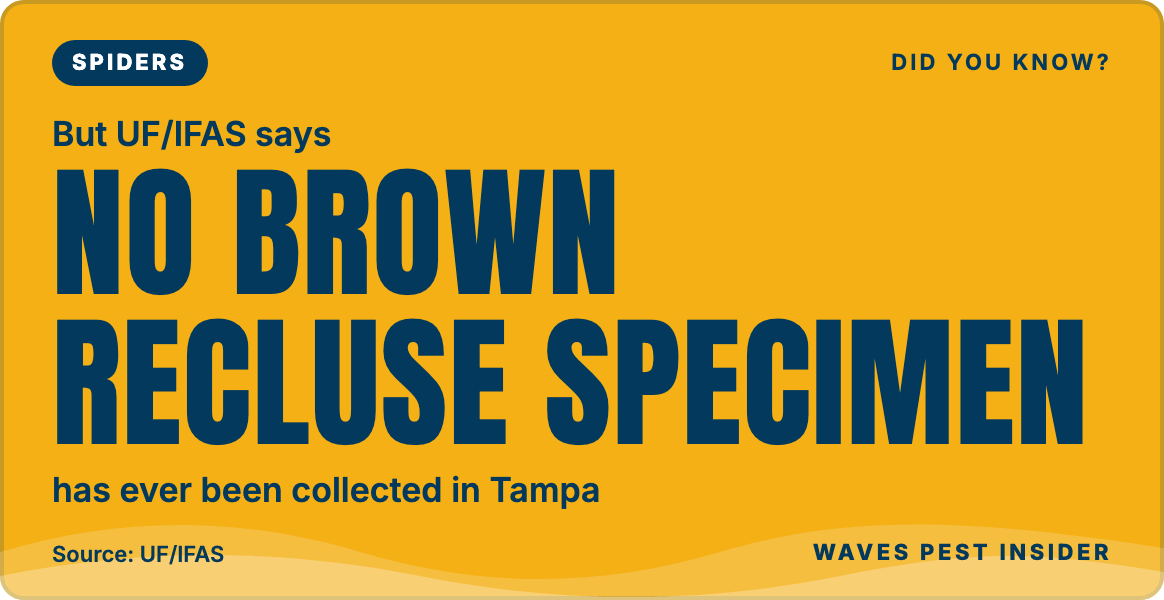 SPIDERS
DID YOU KNOW?
But UF/IFAS says
NO BROWN
RECLUSE SPECIMEN
has ever been collected in Tampa
Source: UF/IFAS
WAVES PEST INSIDER